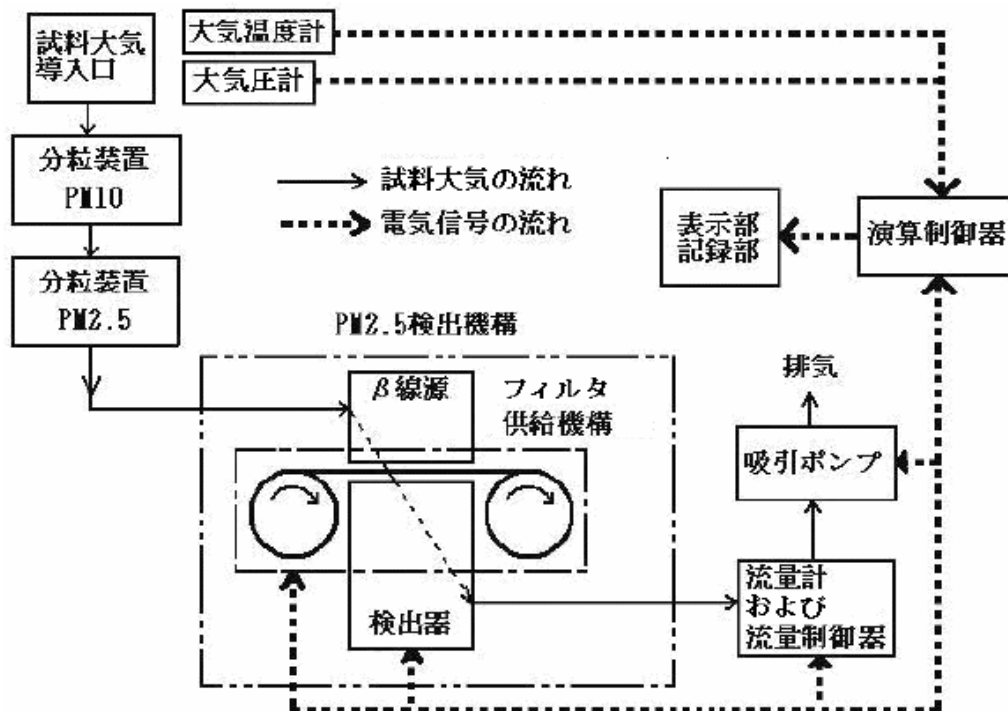 試料大気
導入口
大気温度計
大気圧計
分粒装置
PM10
試料大気の流れ
電気信号の流れ
表示部
記録部
演算制御器
分粒装置
PM2.5
PM2.5検出機構
β線源
フィルタ
供給機構
排気
吸引ポンプ
検出器
流量計
および
流量制御器